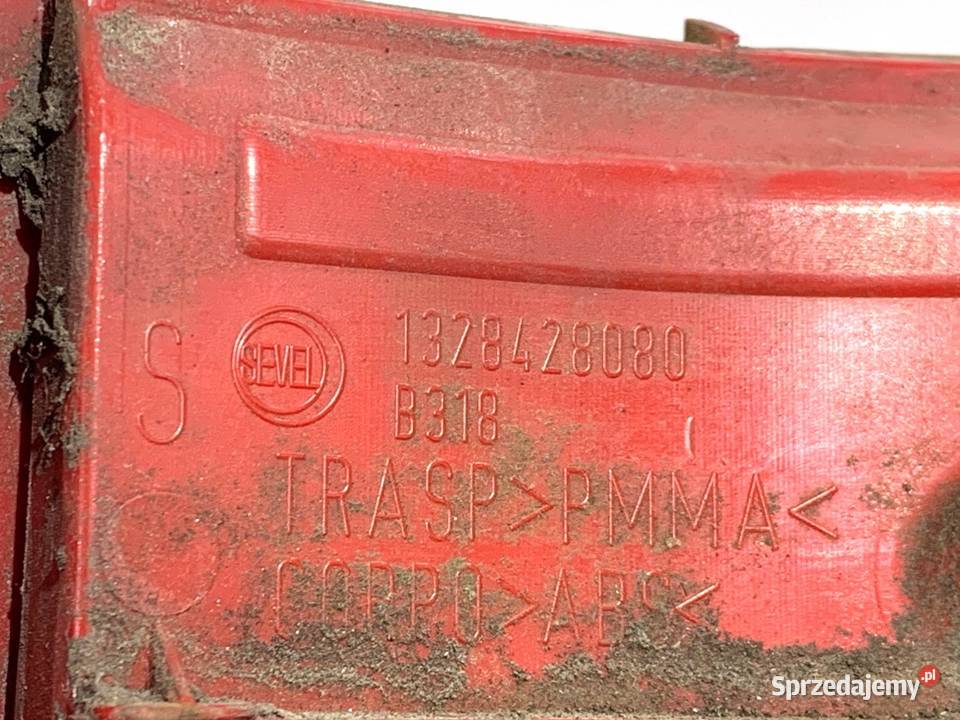 S SEVEL 1328428080
B318
TRASP>PMMA<
CORPO>ABS<
Sprzedajemy.pl